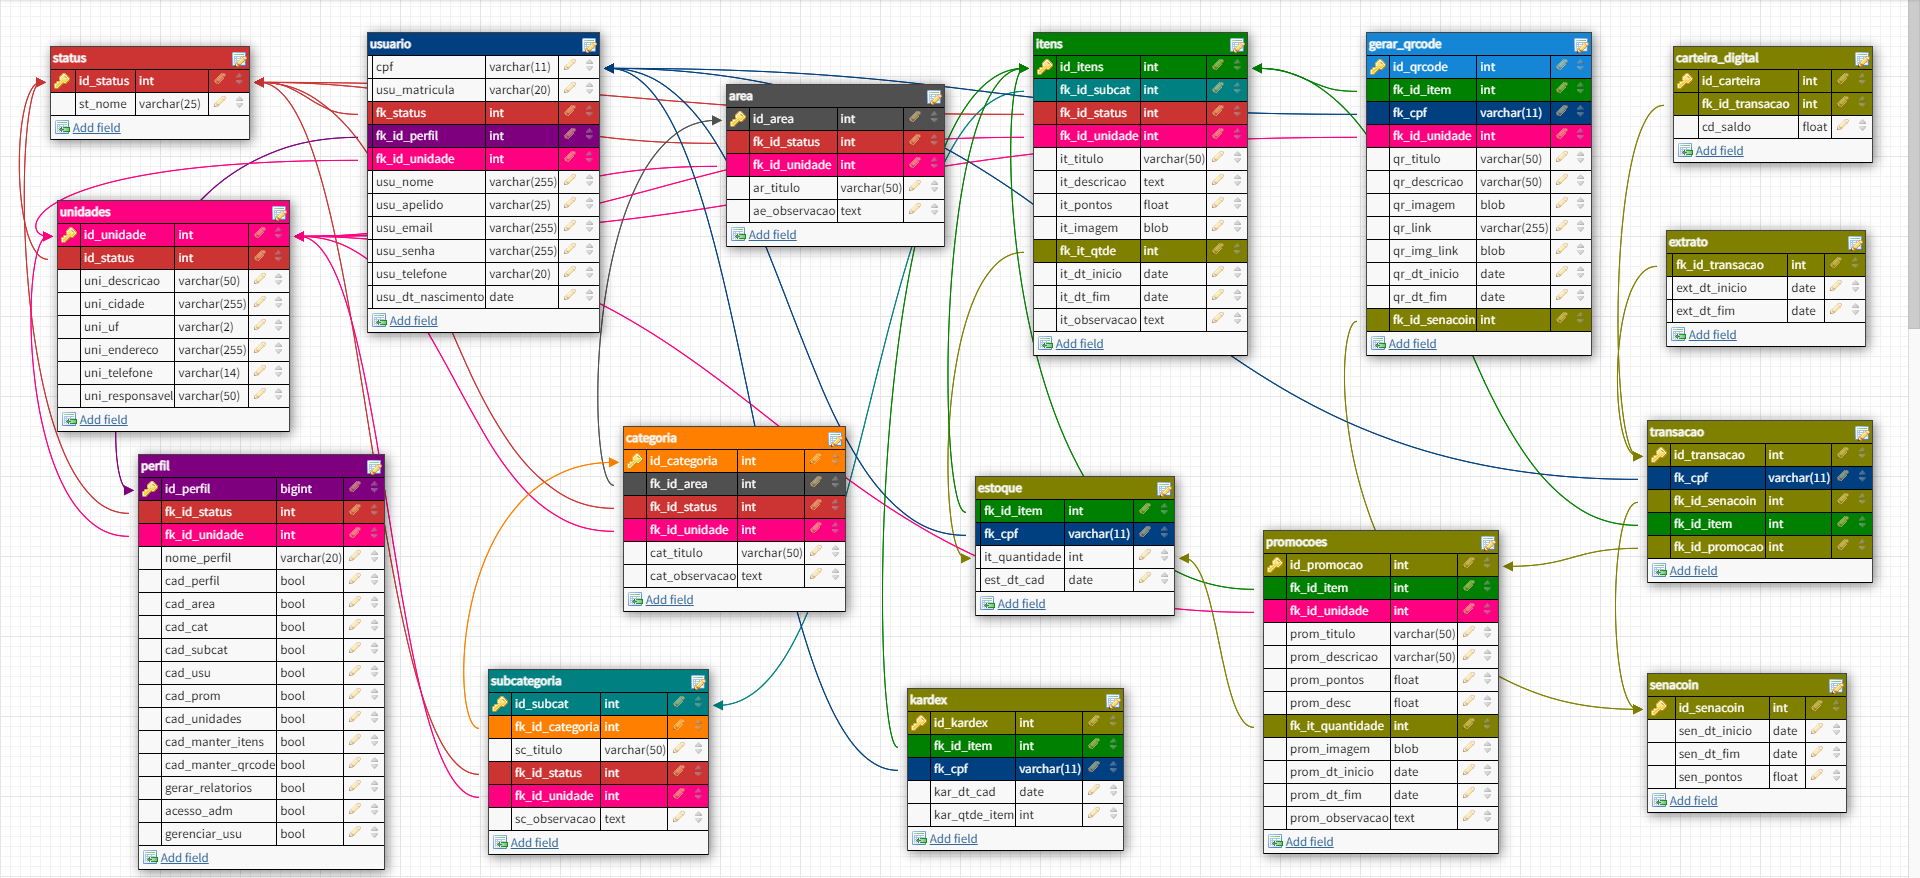 status
id_status int
st_nome varchar(25)
Add field
usuario
cpf varchar(11)
usu_matricula varchar(20)
fk_status int
fk_id_perfil int
fk_id_unidade int
usu_nome varchar(255)
usu_apelido varchar(25)
usu_email varchar(255)
usu_senha varchar(255)
usu_telefone varchar(20)
usu_dt_nascimento date
Add field
area
id_area int
fk_id_status int
fk_id_unidade int
ar_titulo varchar(50)
ae_observacao text
Add field
itens
id_itens int
fk_id_subcat int
fk_id_status int
fk_id_unidade int
it_titulo varchar(50)
it_descricao text
it_pontos float
it_imagem blob
fk_it_qtde int
it_dt_inicio date
it_dt_fim date
it_observacao text
Add field
gerar_qrcode
id_qrcode int
fk_id_item int
fk_cpf varchar(11)
fk_id_unidade int
qr_titulo varchar(50)
qr_descricao varchar(50)
qr_imagem blob
qr_link varchar(255)
qr_img_link blob
qr_dt_inicio date
qr_dt_fim date
fk_id_senacoin int
Add field
carteira_digital
id_carteira int
fk_id_transacao int
cd_saldo float
Add field
unidades
id_unidade int
id_status int
uni_descricao varchar(50)
uni_cidade varchar(255)
uni_uf varchar(2)
uni_endereco varchar(255)
uni_telefone varchar(14)
uni_responsavel varchar(50)
Add field
extrato
fk_id_transacao int
ext_dt_inicio date
ext_dt_fim date
Add field
perfil
id_perfil bigint
fk_id_status int
fk_id_unidade int
nome_perfil varchar(20)
cad_perfil bool
cad_area bool
cad_cat bool
cad_subcat bool
cad_usu bool
cad_prom bool
cad_unidades bool
cad_manter_itens bool
cad_manter_qrcode bool
gerar_relatorios bool
acesso_adm bool
gerenciar_usu bool
Add field
categoria
id_categoria int
fk_id_area int
fk_id_status int
fk_id_unidade int
cat_titulo varchar(50)
cat_observacao text
Add field
estoque
fk_id_item int
fk_cpf varchar(11)
it_quantidade int
est_dt_cad date
Add field
transacao
id_transacao int
fk_cpf varchar(11)
fk_id_senacoin int
fk_id_item int
fk_id_promocao int
Add field
promocoes
id_promocao int
fk_id_item int
fk_id_unidade int
prom_titulo varchar(50)
prom_descricao varchar(50)
prom_pontos float
prom_desc float
fk_it_quantidade int
prom_imagem blob
prom_dt_inicio date
prom_dt_fim date
prom_observacao text
Add field
subcategoria
id_subcat int
fk_id_categoria int
sc_titulo varchar(50)
fk_id_status int
fk_id_unidade int
sc_observacao text
Add field
kardex
id_kardex int
fk_id_item int
fk_cpf varchar(11)
kar_dt_cad date
kar_qtde_item int
Add field
senacoin
id_senacoin int
sen_dt_inicio date
sen_dt_fim date
sen_pontos float
Add field